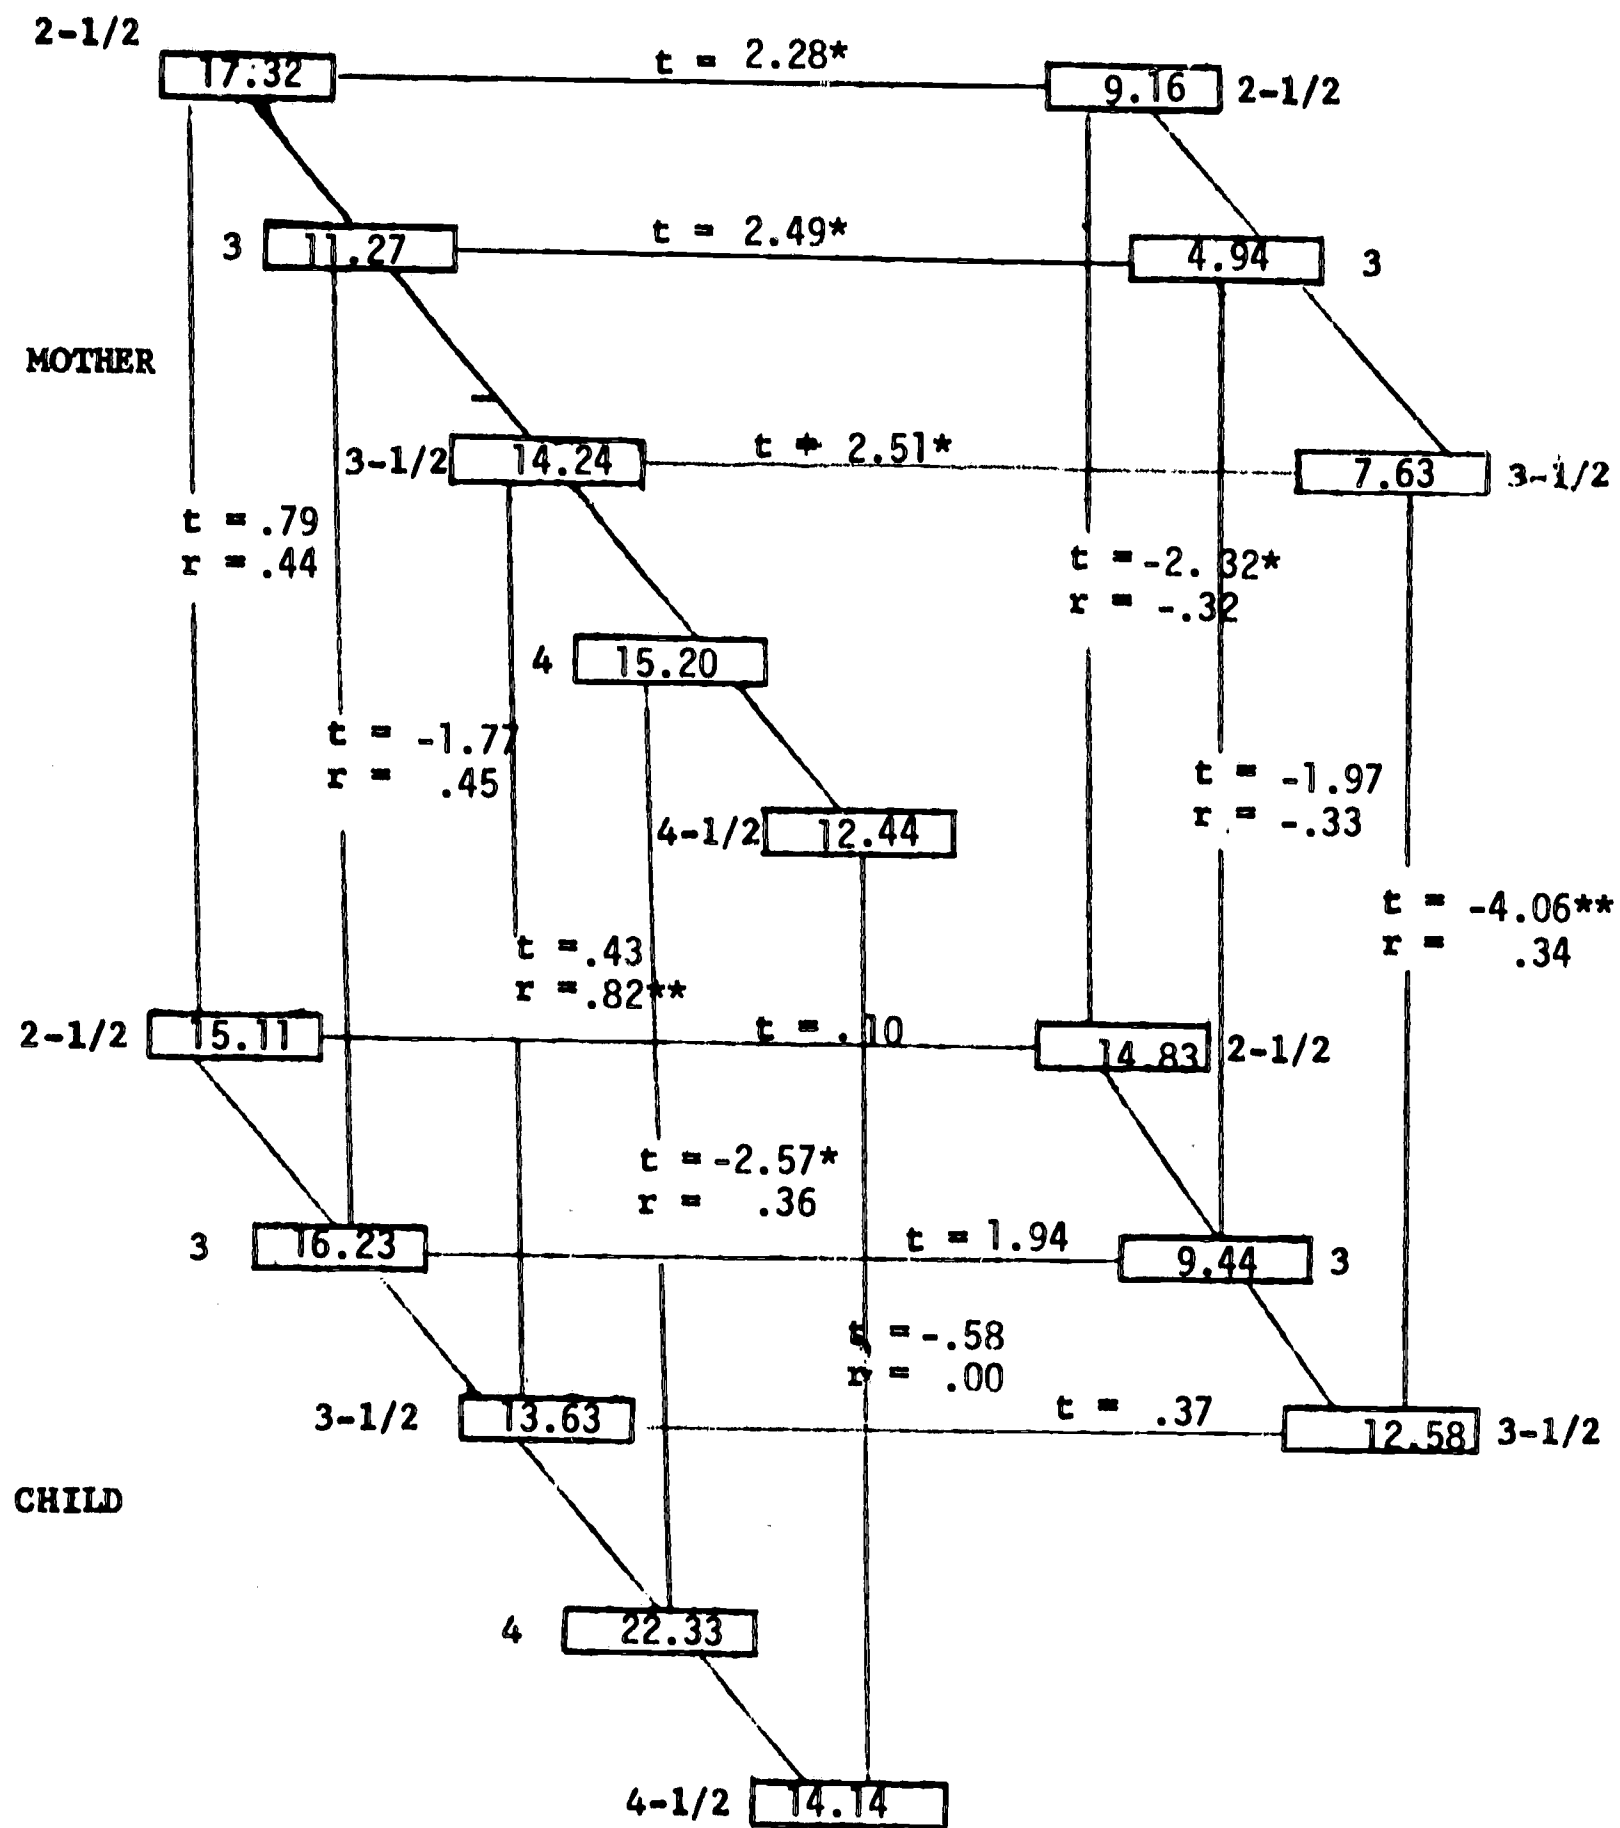 2-1/2
17.32
t = 2.28*
9.16 2-1/2
3 11.27
t = 2.49*
4.94 3
MOTHER
3-1/2 14.24
t = 2.51*
7.63 3-1/2
t = .79
r = .44
t = -2.32*
r = -.32
4 15.20
t = -1.77
r = .45
t = -1.97
r = -.33
4-1/2 12.44
t = -4.06**
r = .34
t = .43
r = .82**
2-1/2 15.11
t = .10
14.83 2-1/2
t = -2.57*
r = .36
3 16.23
t = 1.94
9.44 3
t = -.58
r = .00
3-1/2 13.63
t = .37
12.58 3-1/2
CHILD
4 22.33
4-1/2 14.14